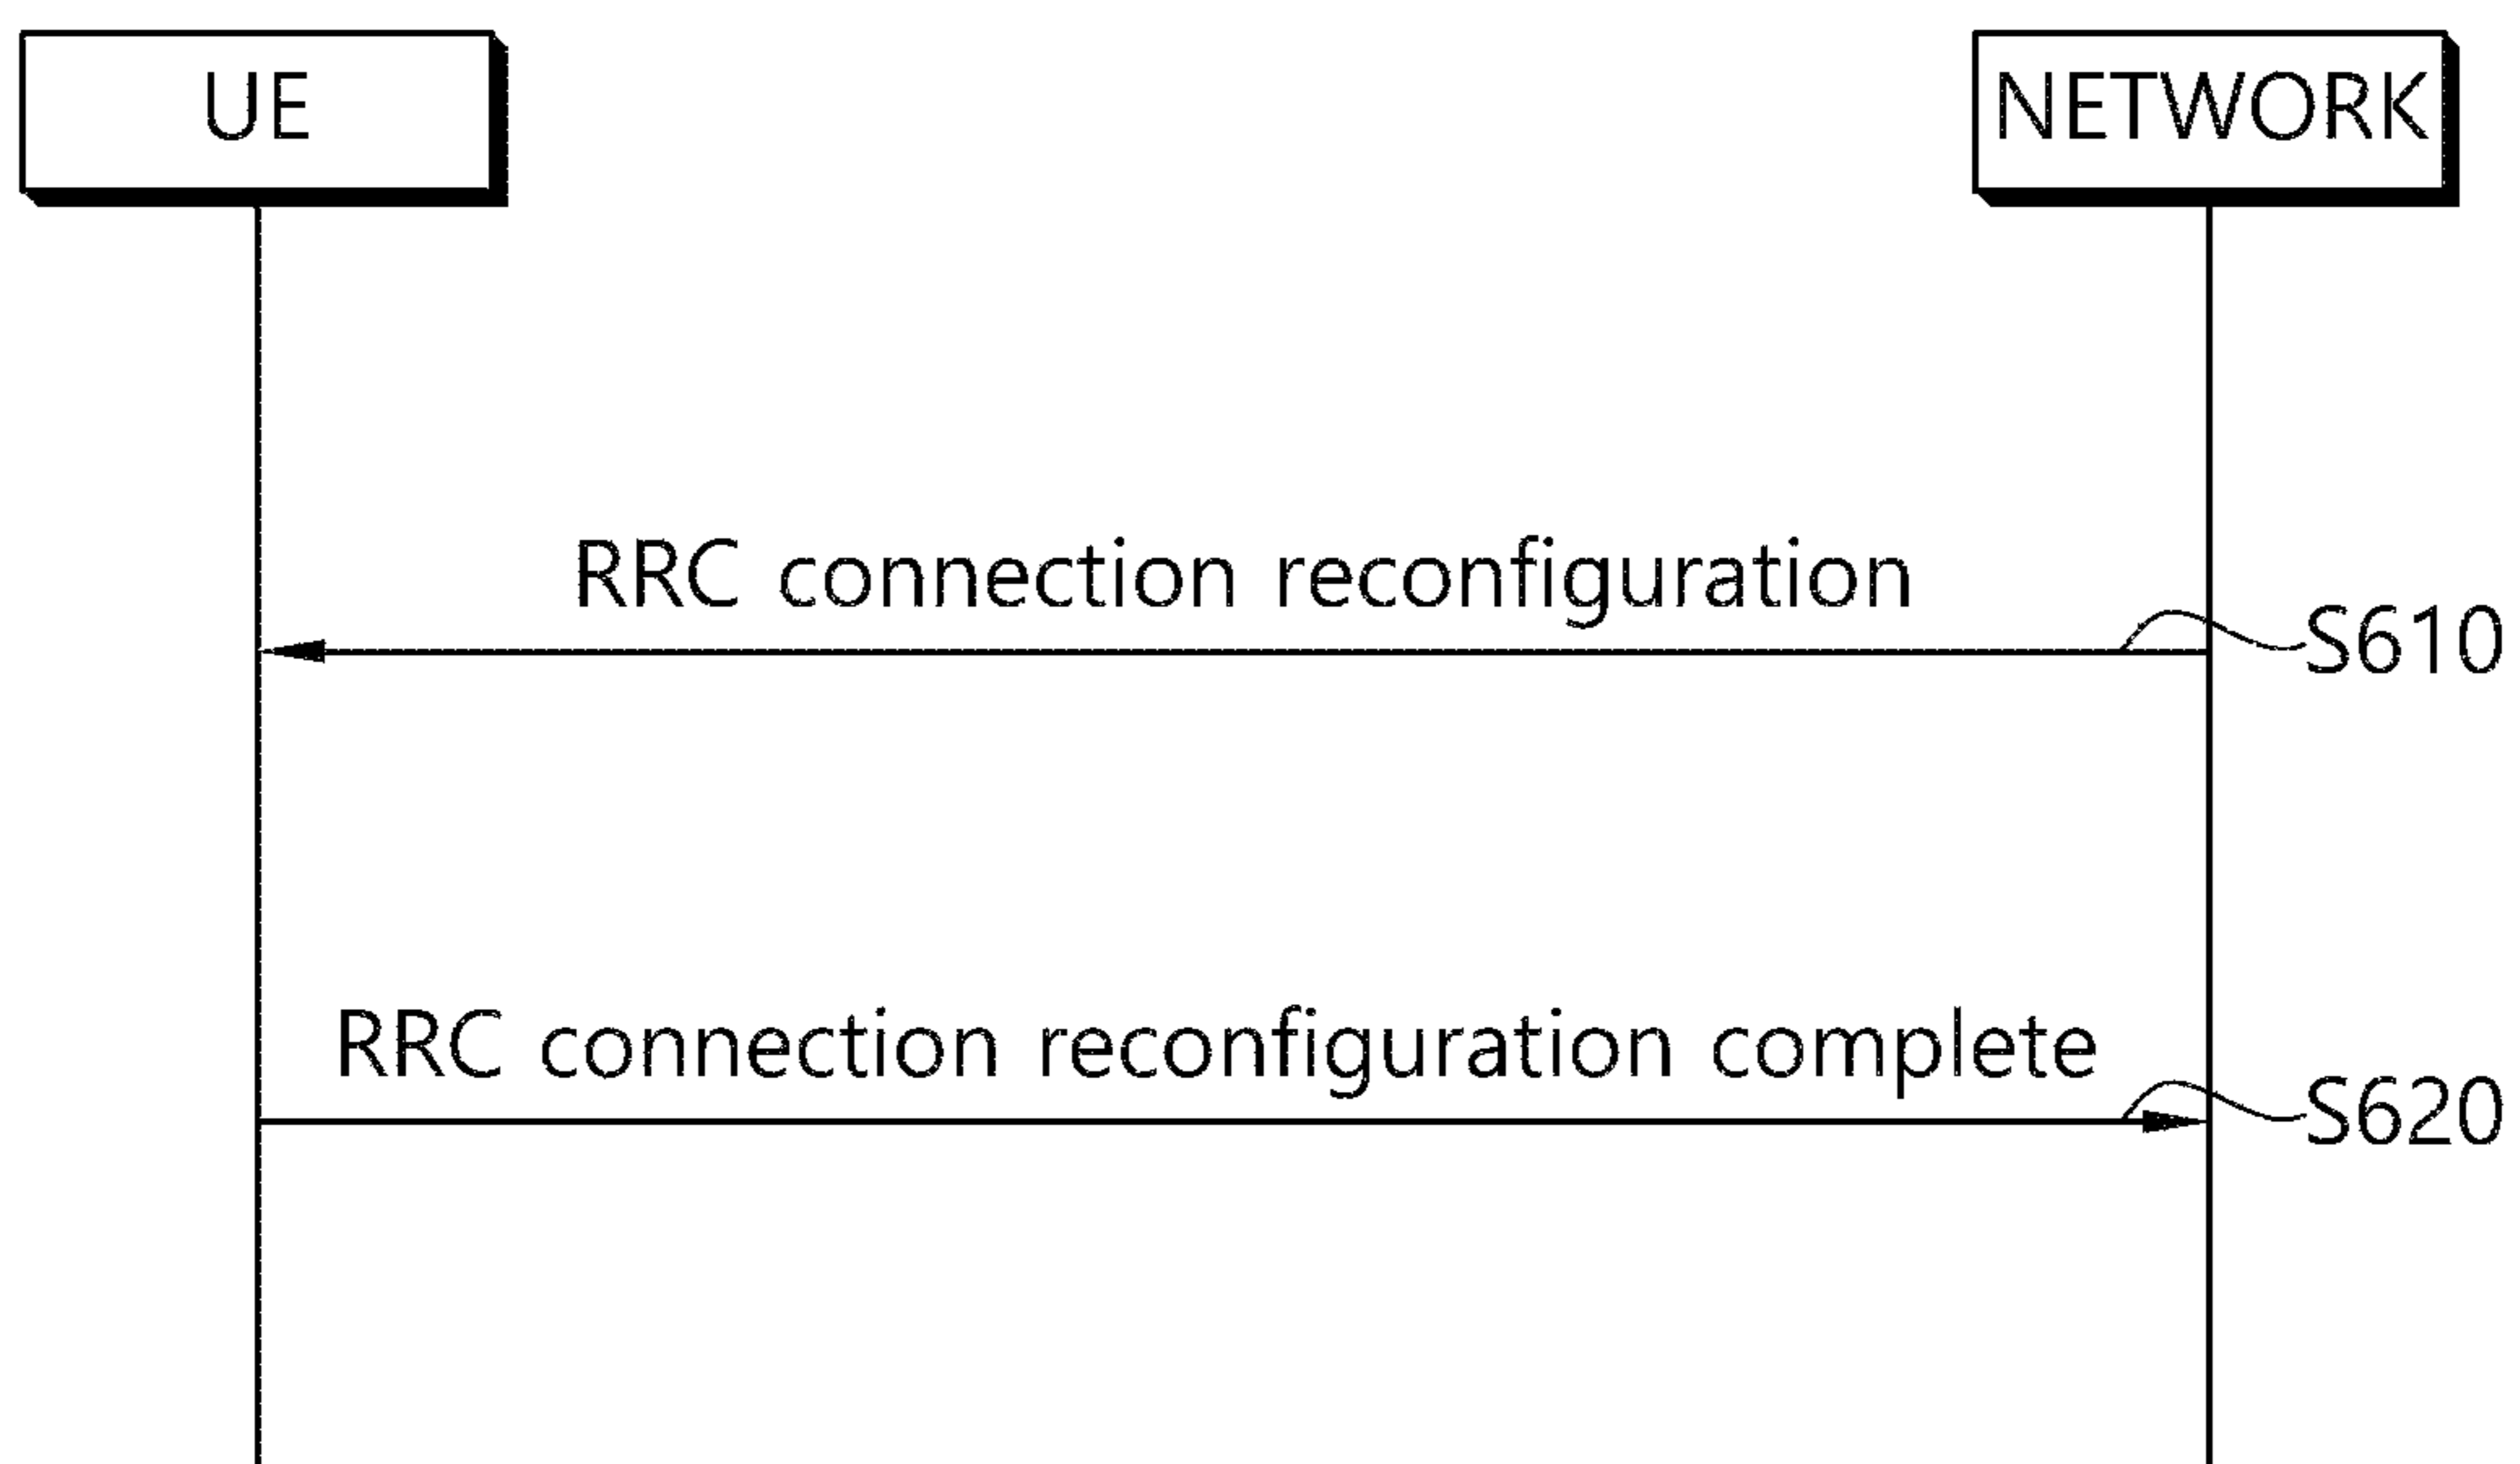 UE
NETWORK
RRC connection reconfiguration
S610
RRC connection reconfiguration complete
S620